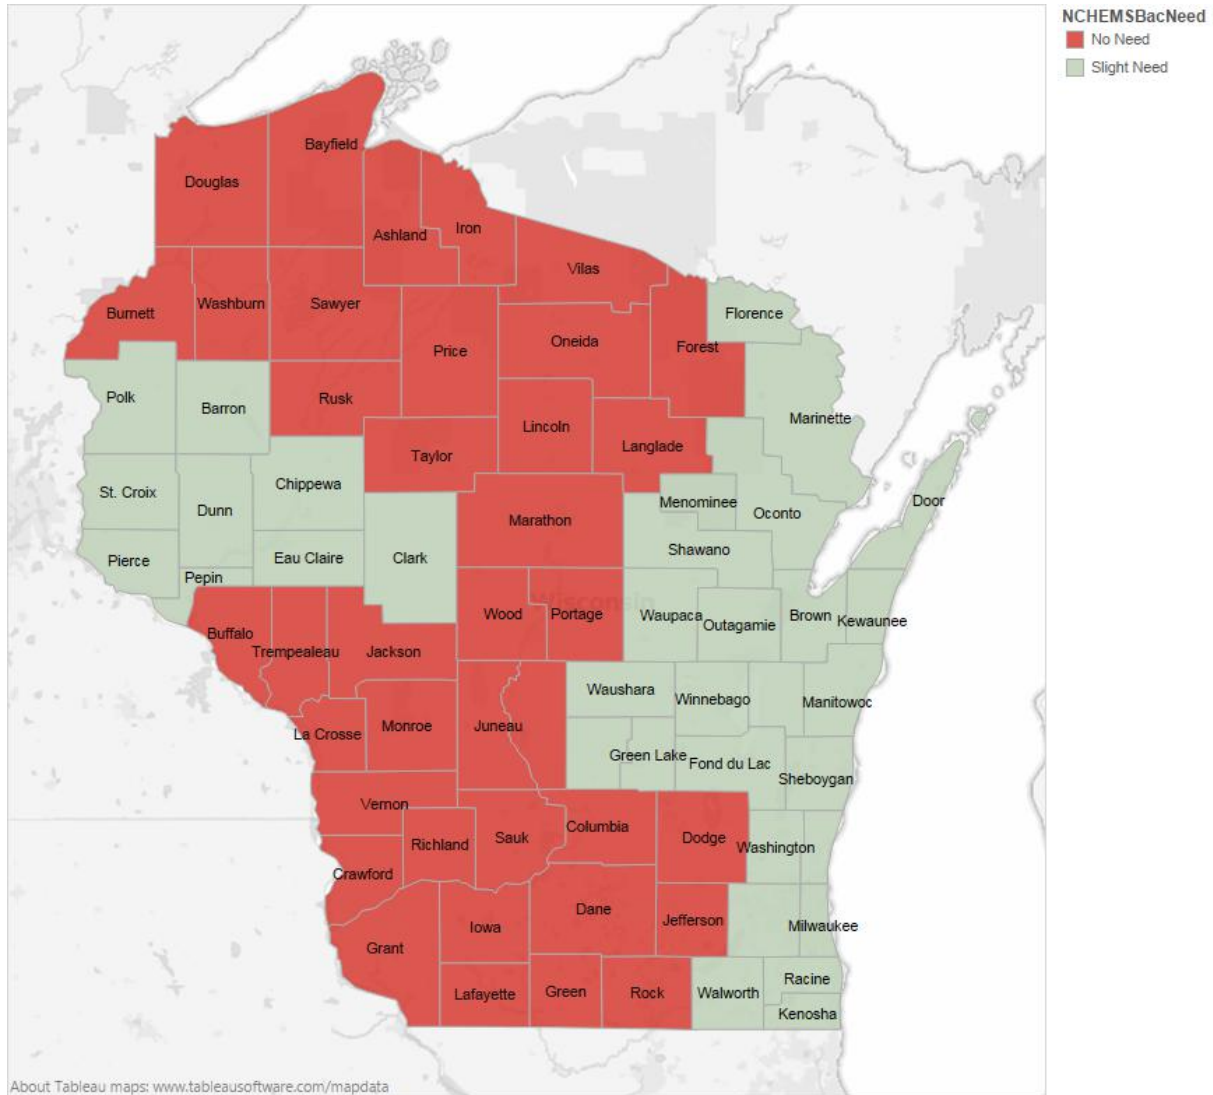 NCHEMSBacNeed
No Need
Slight Need
Bayfield
Douglas
Iron
Ashland
Vilas
Washburn
Sawyer
Burnett
Florence
Oneida
Forest
Price
Polk
Rusk
Barron
Marinette
Lincoln
Langlade
Taylor
Chippewa
St. Croix
Door
Menominee
Dunn
Oconto
Marathon
Shawano
Eau Claire
Clark
Pierce
Pepin
Wisconsin
Wood
Portage
Waupaca
Brown
Kewaunee
Outagamie
Buffalo
Trempealeau
Jackson
Waushara
Winnebago
Manitowoc
Monroe
Juneau
La Crosse
Green Lake
Fond du Lac
Sheboygan
Vernon
Columbia
Sauk
Dodge
Richland
Washington
Crawford
Dane
Jefferson
Iowa
Milwaukee
Grant
Racine
Green
Rock
Walworth
Lafayette
Kenosha
About Tableau maps: www.tableausoftware.com/mapdata